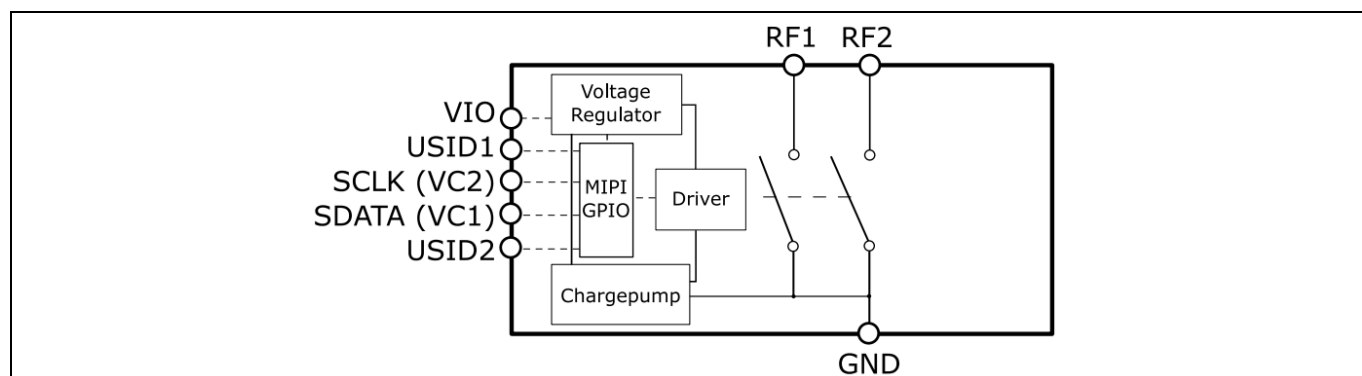 RF1 RF2
Voltage
Regulator
VIO
USID1
SCLK (VC2)
SDATA (VC1)
USID2
MIPI
GPIO
Driver
Chargepump
GND